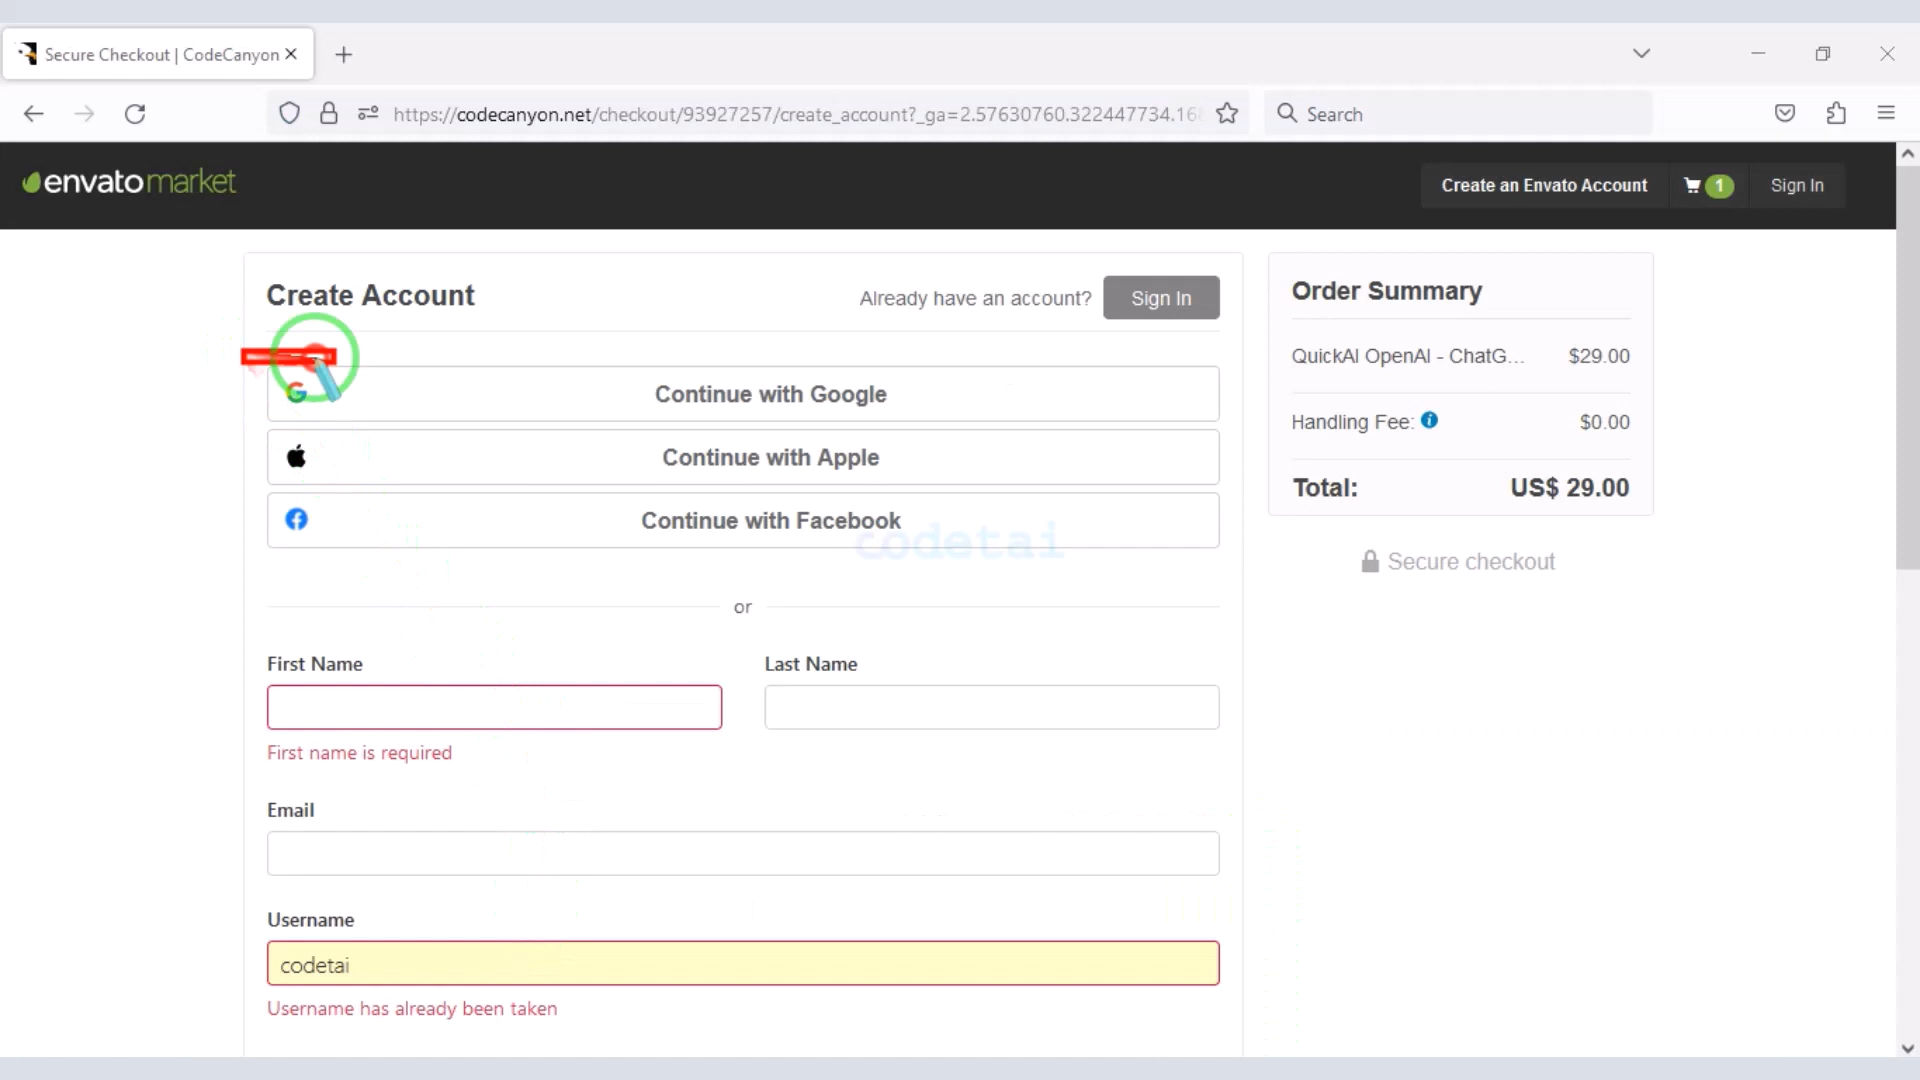 Secure Checkout | CodeCanyon
https://codecanyon.net/checkout/93927257/create_account?_ga=2.57630760.322447734.16
Search
envatomarket
Create an Envato Account
1
Sign In
Create Account
Already have an account?
Sign In
Continue with Google
Continue with Apple
Continue with Facebook
codetai
or
First Name
Last Name
First name is required
Email
Username
codetai
Username has already been taken
Order Summary
QuickAI OpenAI - ChatG... $29.00
Handling Fee: $0.00
Total: US$ 29.00
Secure checkout